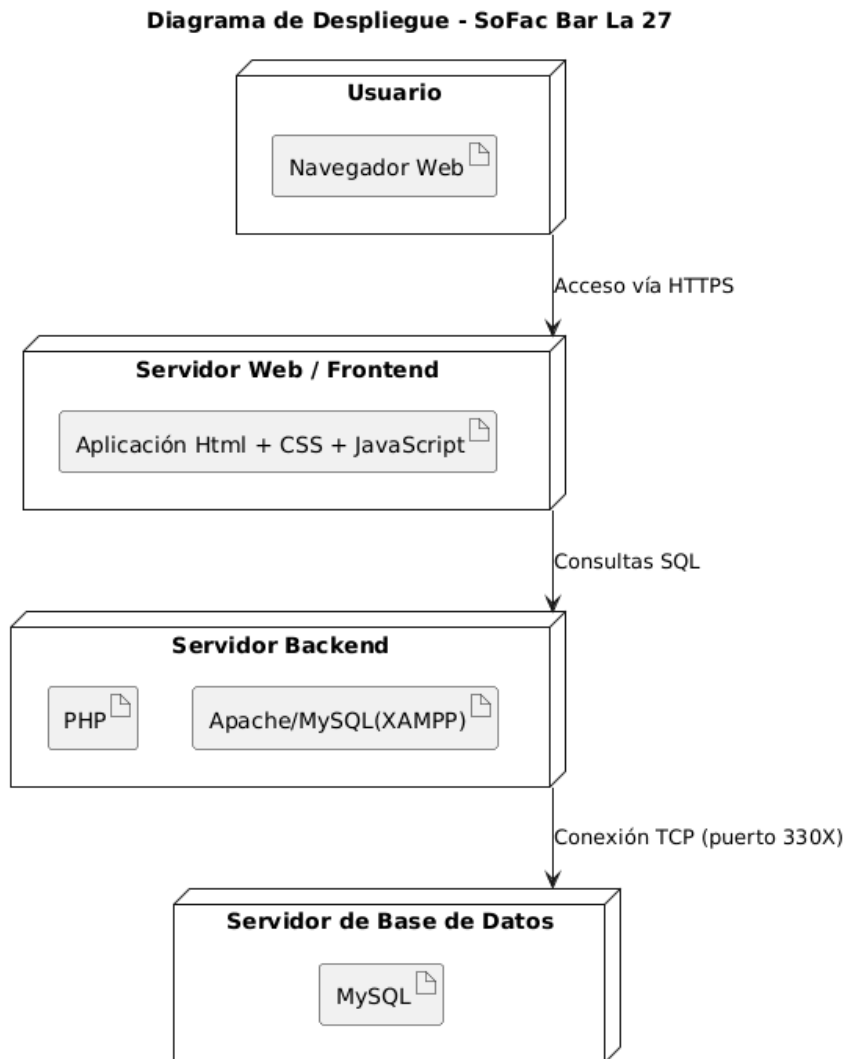 Diagrama de Despliegue - SoFac Bar La 27
Usuario
Navegador Web
Acceso vía HTTPS
Servidor Web / Frontend
Aplicación Html + CSS + JavaScript
Consultas SQL
Servidor Backend
PHP
Apache/MySQL(XAMPP)
Conexión TCP (puerto 330X)
Servidor de Base de Datos
MySQL